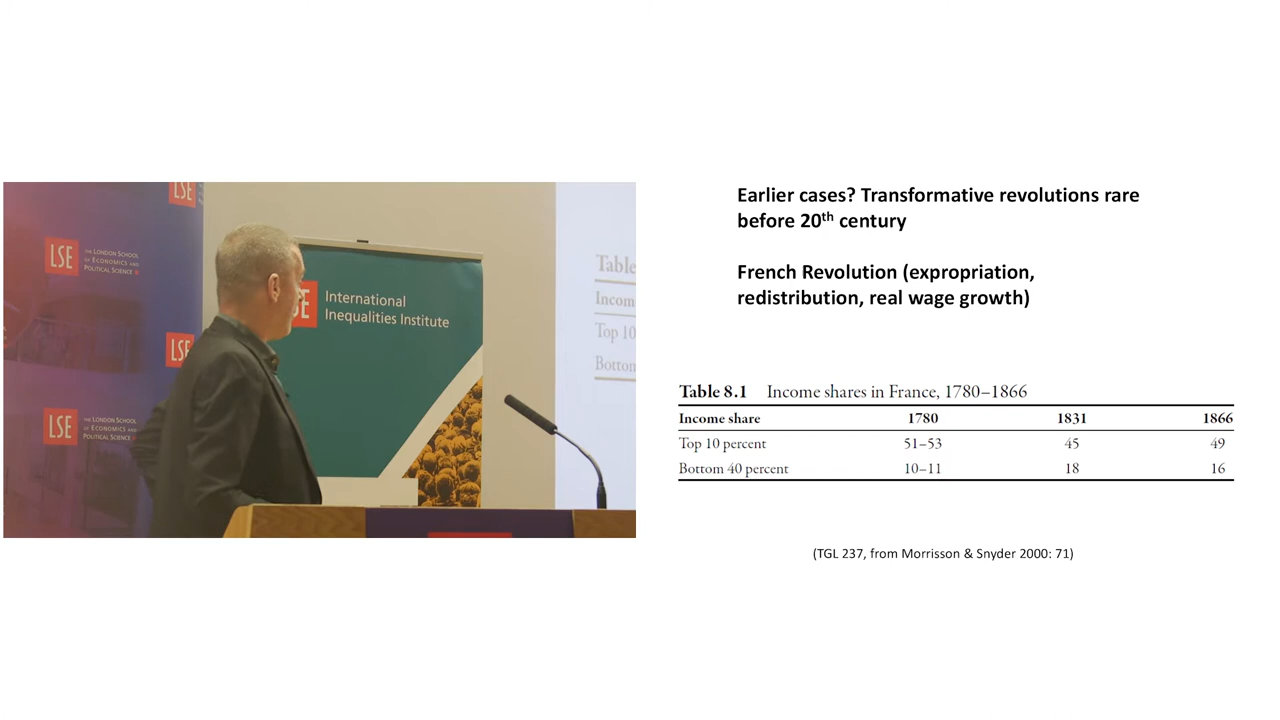 LSE
LSE
THE LONDON SCHOOL
OF ECONOMICS AND
POLITICAL SCIENCE
LSE
LSE
THE LONDON SCHOOL
OF ECONOMICS AND
POLITICAL SCIENCE
SE
International
Inequalities Institute
Table
Incom
Top 10
Bottom
Earlier cases? Transformative revolutions rare
before 20th century
French Revolution (expropriation,
redistribution, real wage growth)
Table 8.1 Income shares in France, 1780–1866
Income share 1780 1831 1866
Top 10 percent 51–53 45 49
Bottom 40 percent 10–11 18 16
(TGL 237, from Morrisson & Snyder 2000: 71)